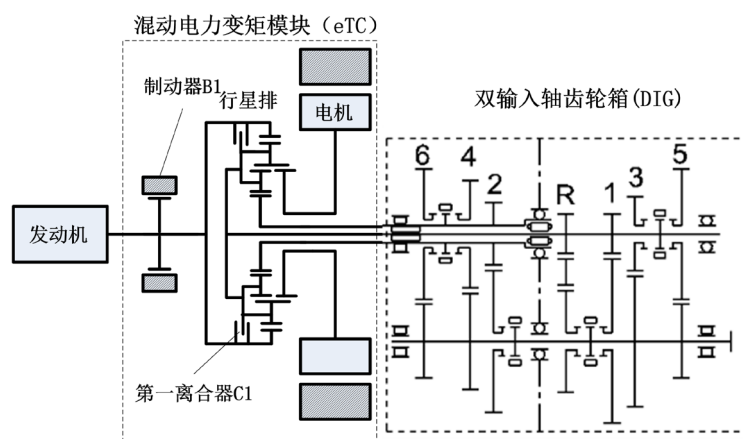 混动电力变矩模块（eTC）
制动器B1
行星排
电机
双输入轴齿轮箱(DIG)
6
4
2
R
1
3
5
发动机
第一离合器C1